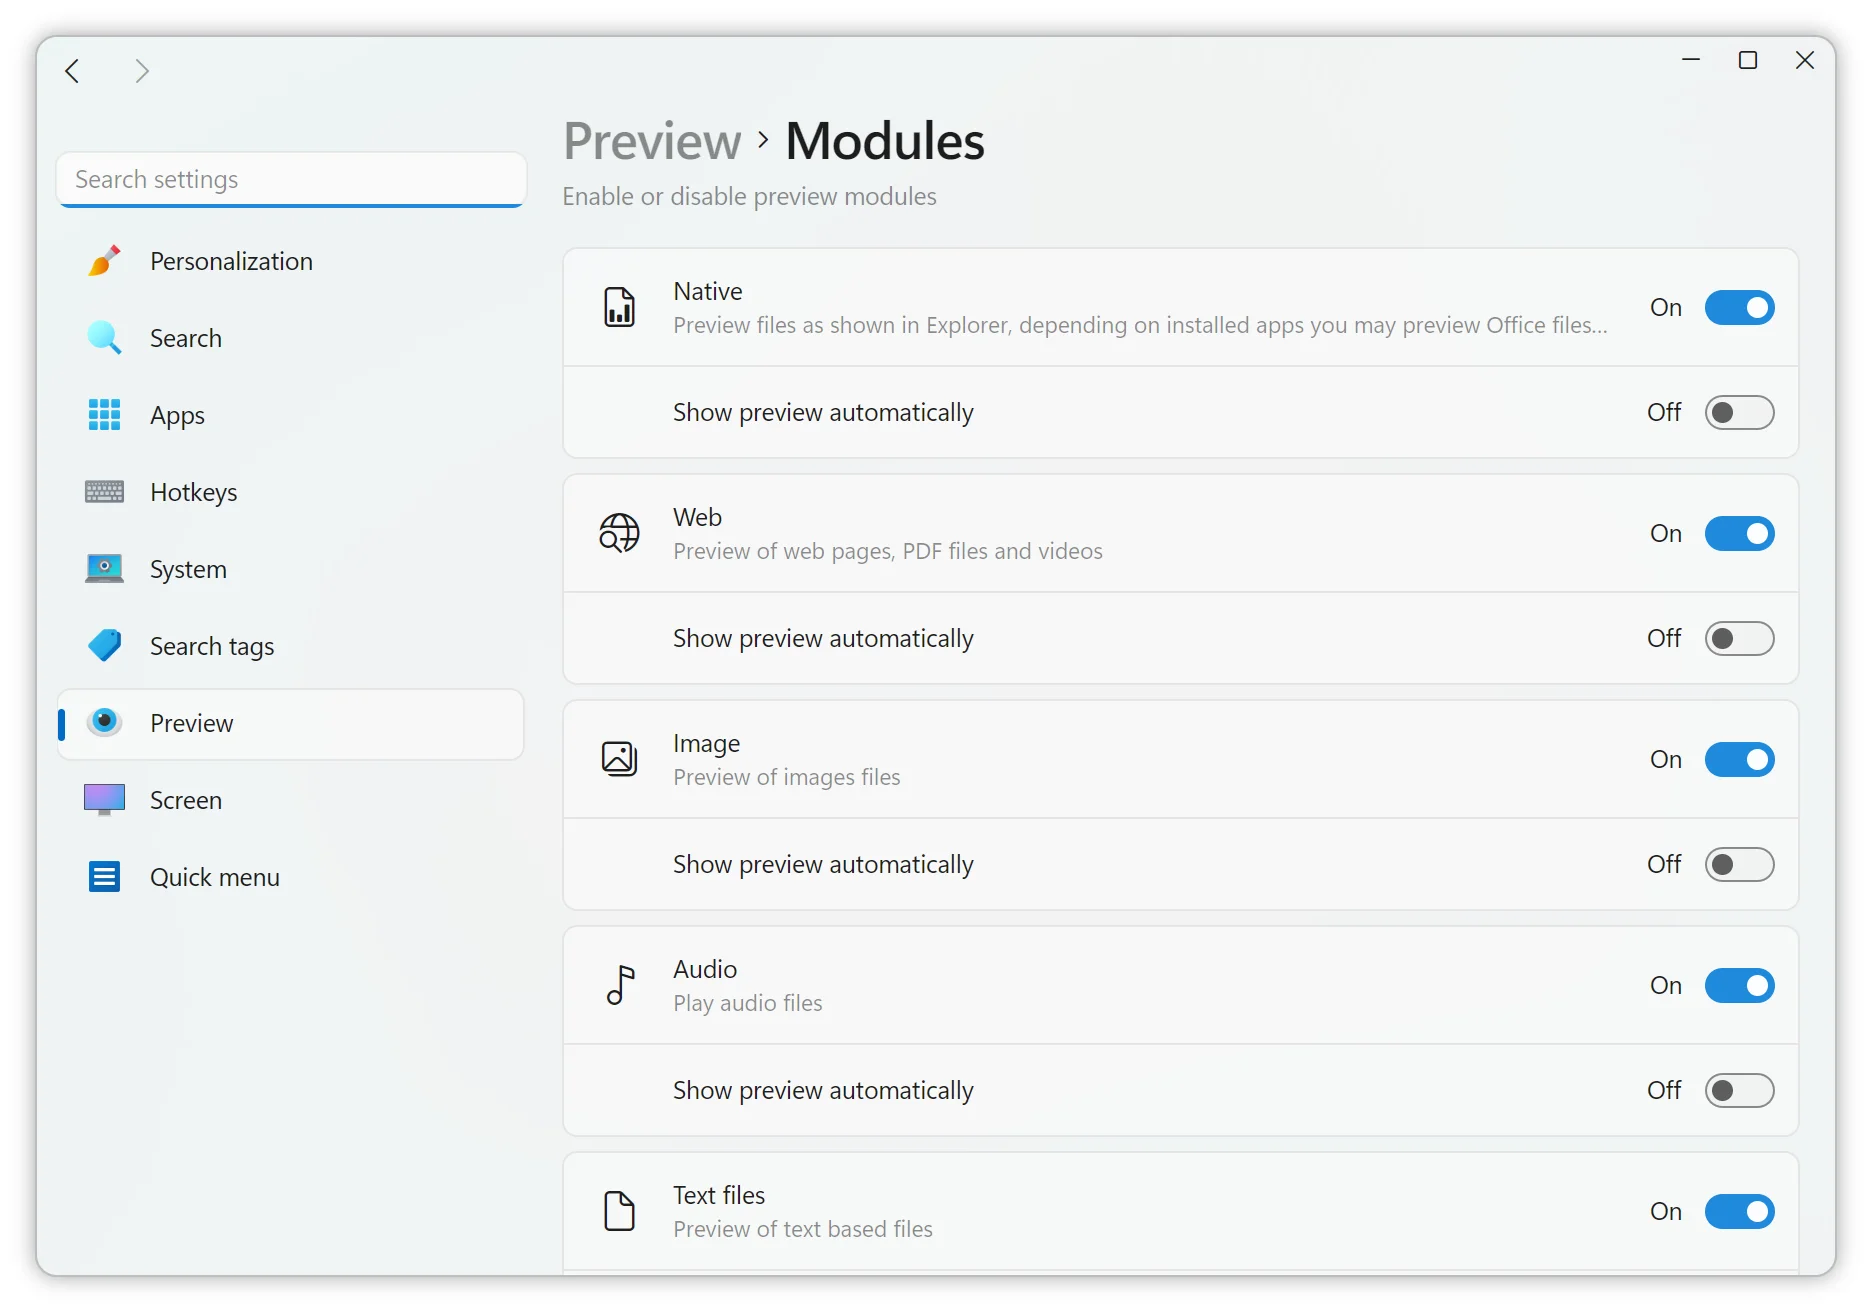 Search settings
Personalization
Search
Apps
Hotkeys
System
Search tags
Preview
Screen
Quick menu
Preview › Modules
Enable or disable preview modules
Native
Preview files as shown in Explorer, depending on installed apps you may preview Office files...
On
Show preview automatically
Off
Web
Preview of web pages, PDF files and videos
On
Show preview automatically
Off
Image
Preview of images files
On
Show preview automatically
Off
Audio
Play audio files
On
Show preview automatically
Off
Text files
Preview of text based files
On